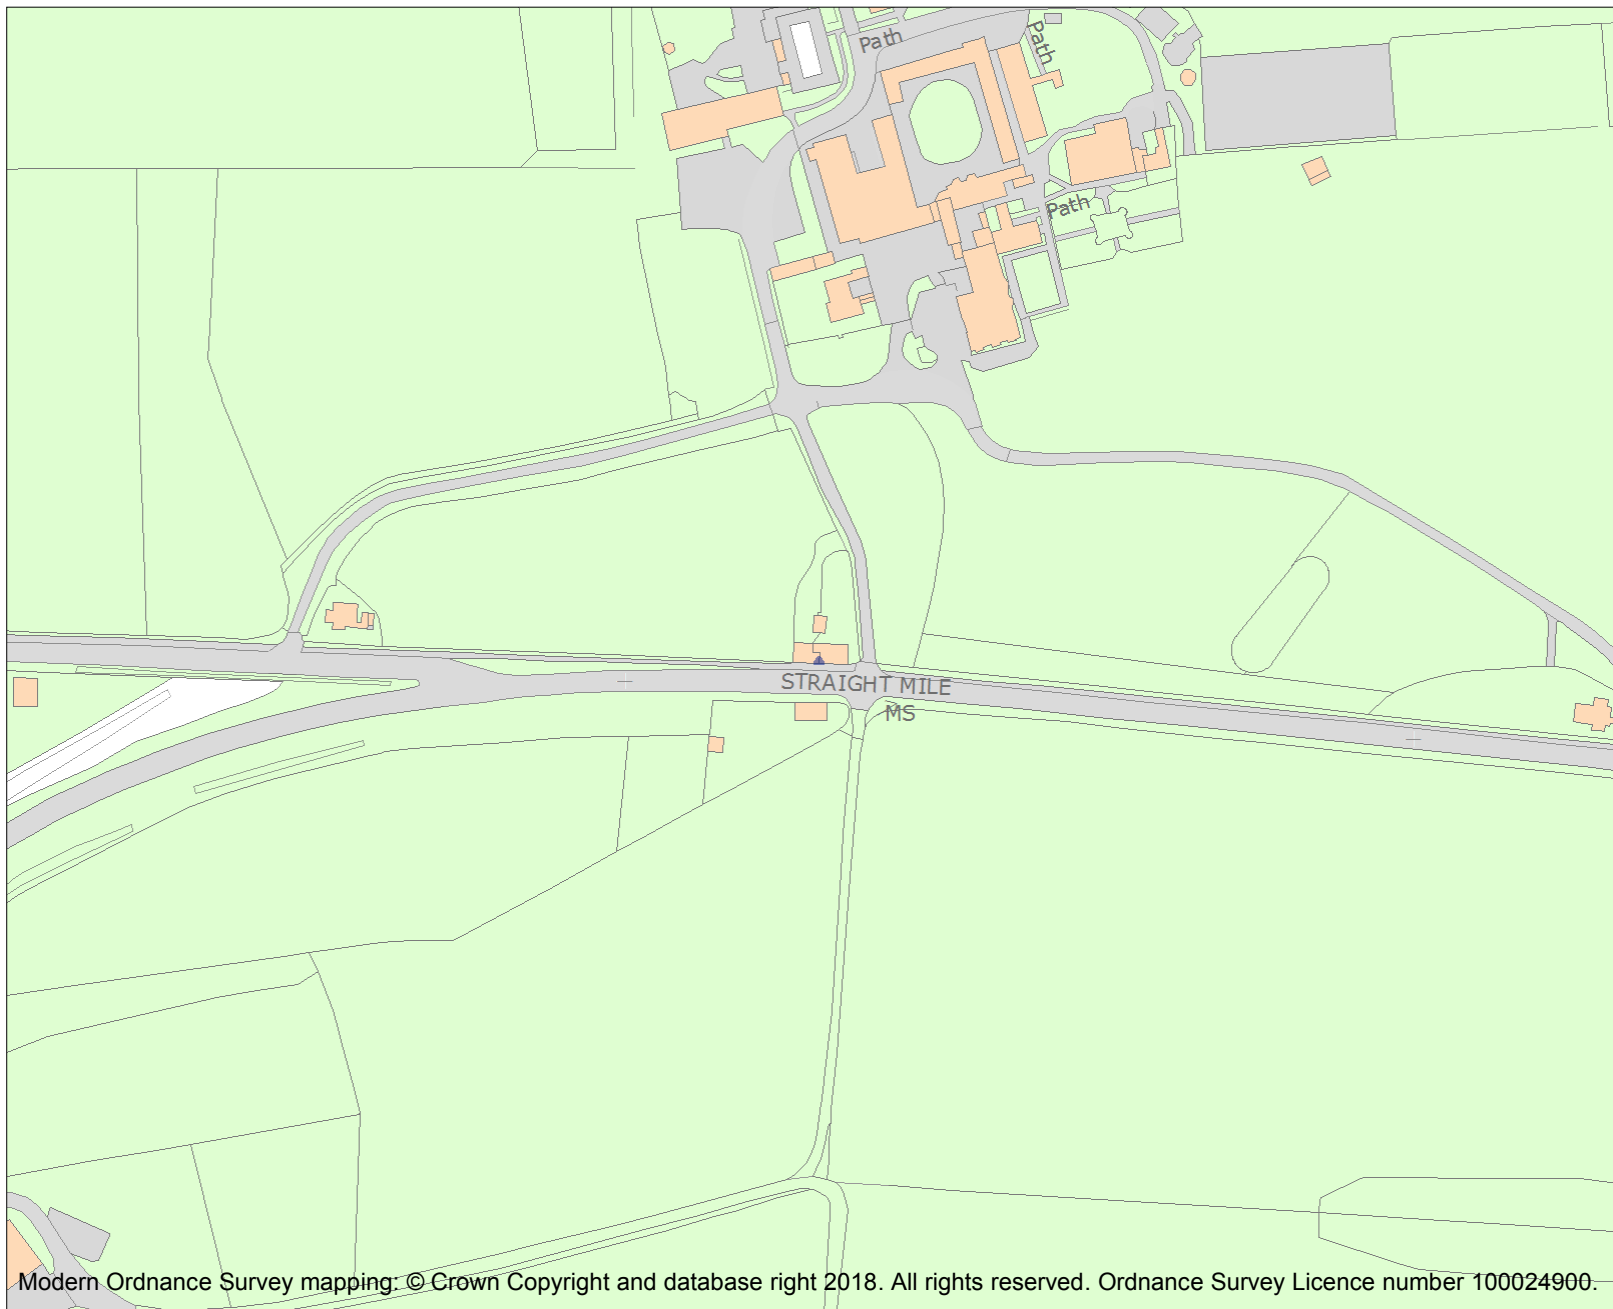 Path
Path
Path
STRAIGHT MILE
MS
Modern Ordnance Survey mapping: © Crown Copyright and database right 2018. All rights reserved. Ordnance Survey Licence number 100024900.